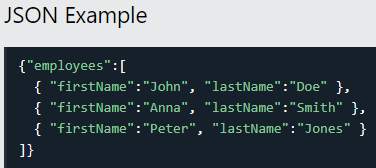 JSON Example
{"employees":[
{ "firstName":"John", "lastName":"Doe" },
{ "firstName":"Anna", "lastName":"Smith" },
{ "firstName":"Peter", "lastName":"Jones" }
]}